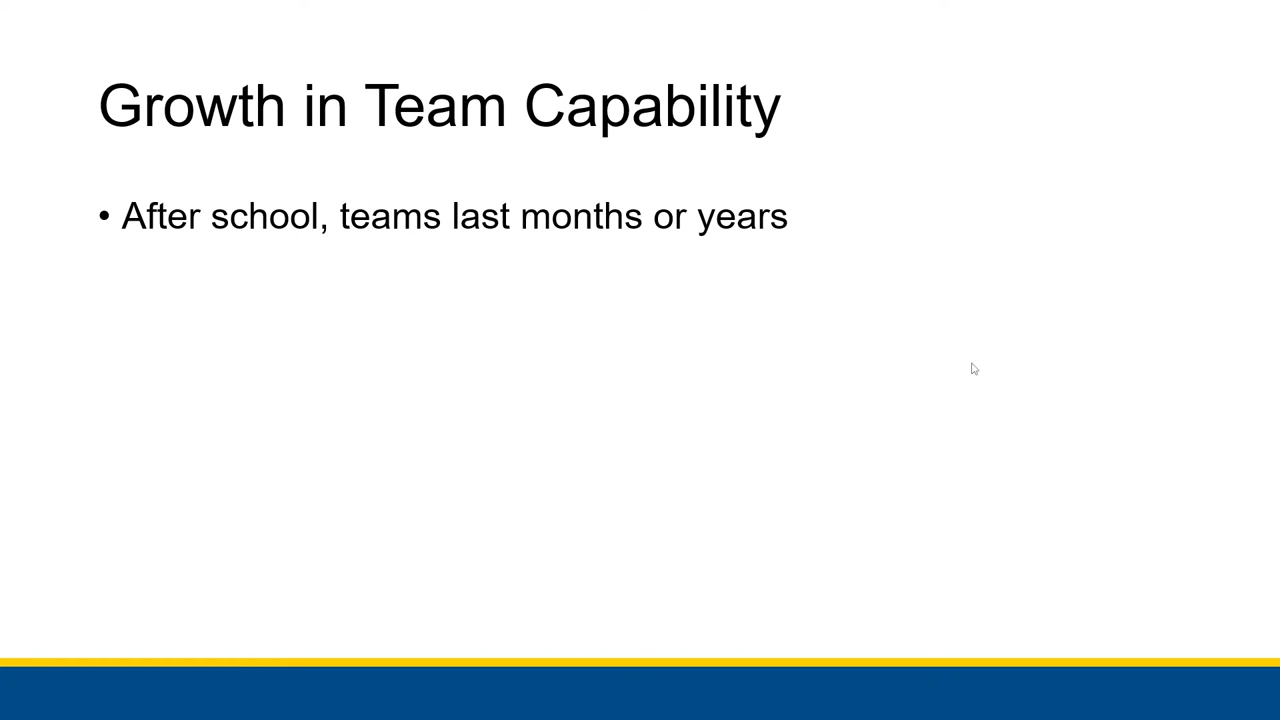 Growth in Team Capability
• After school, teams last months or years